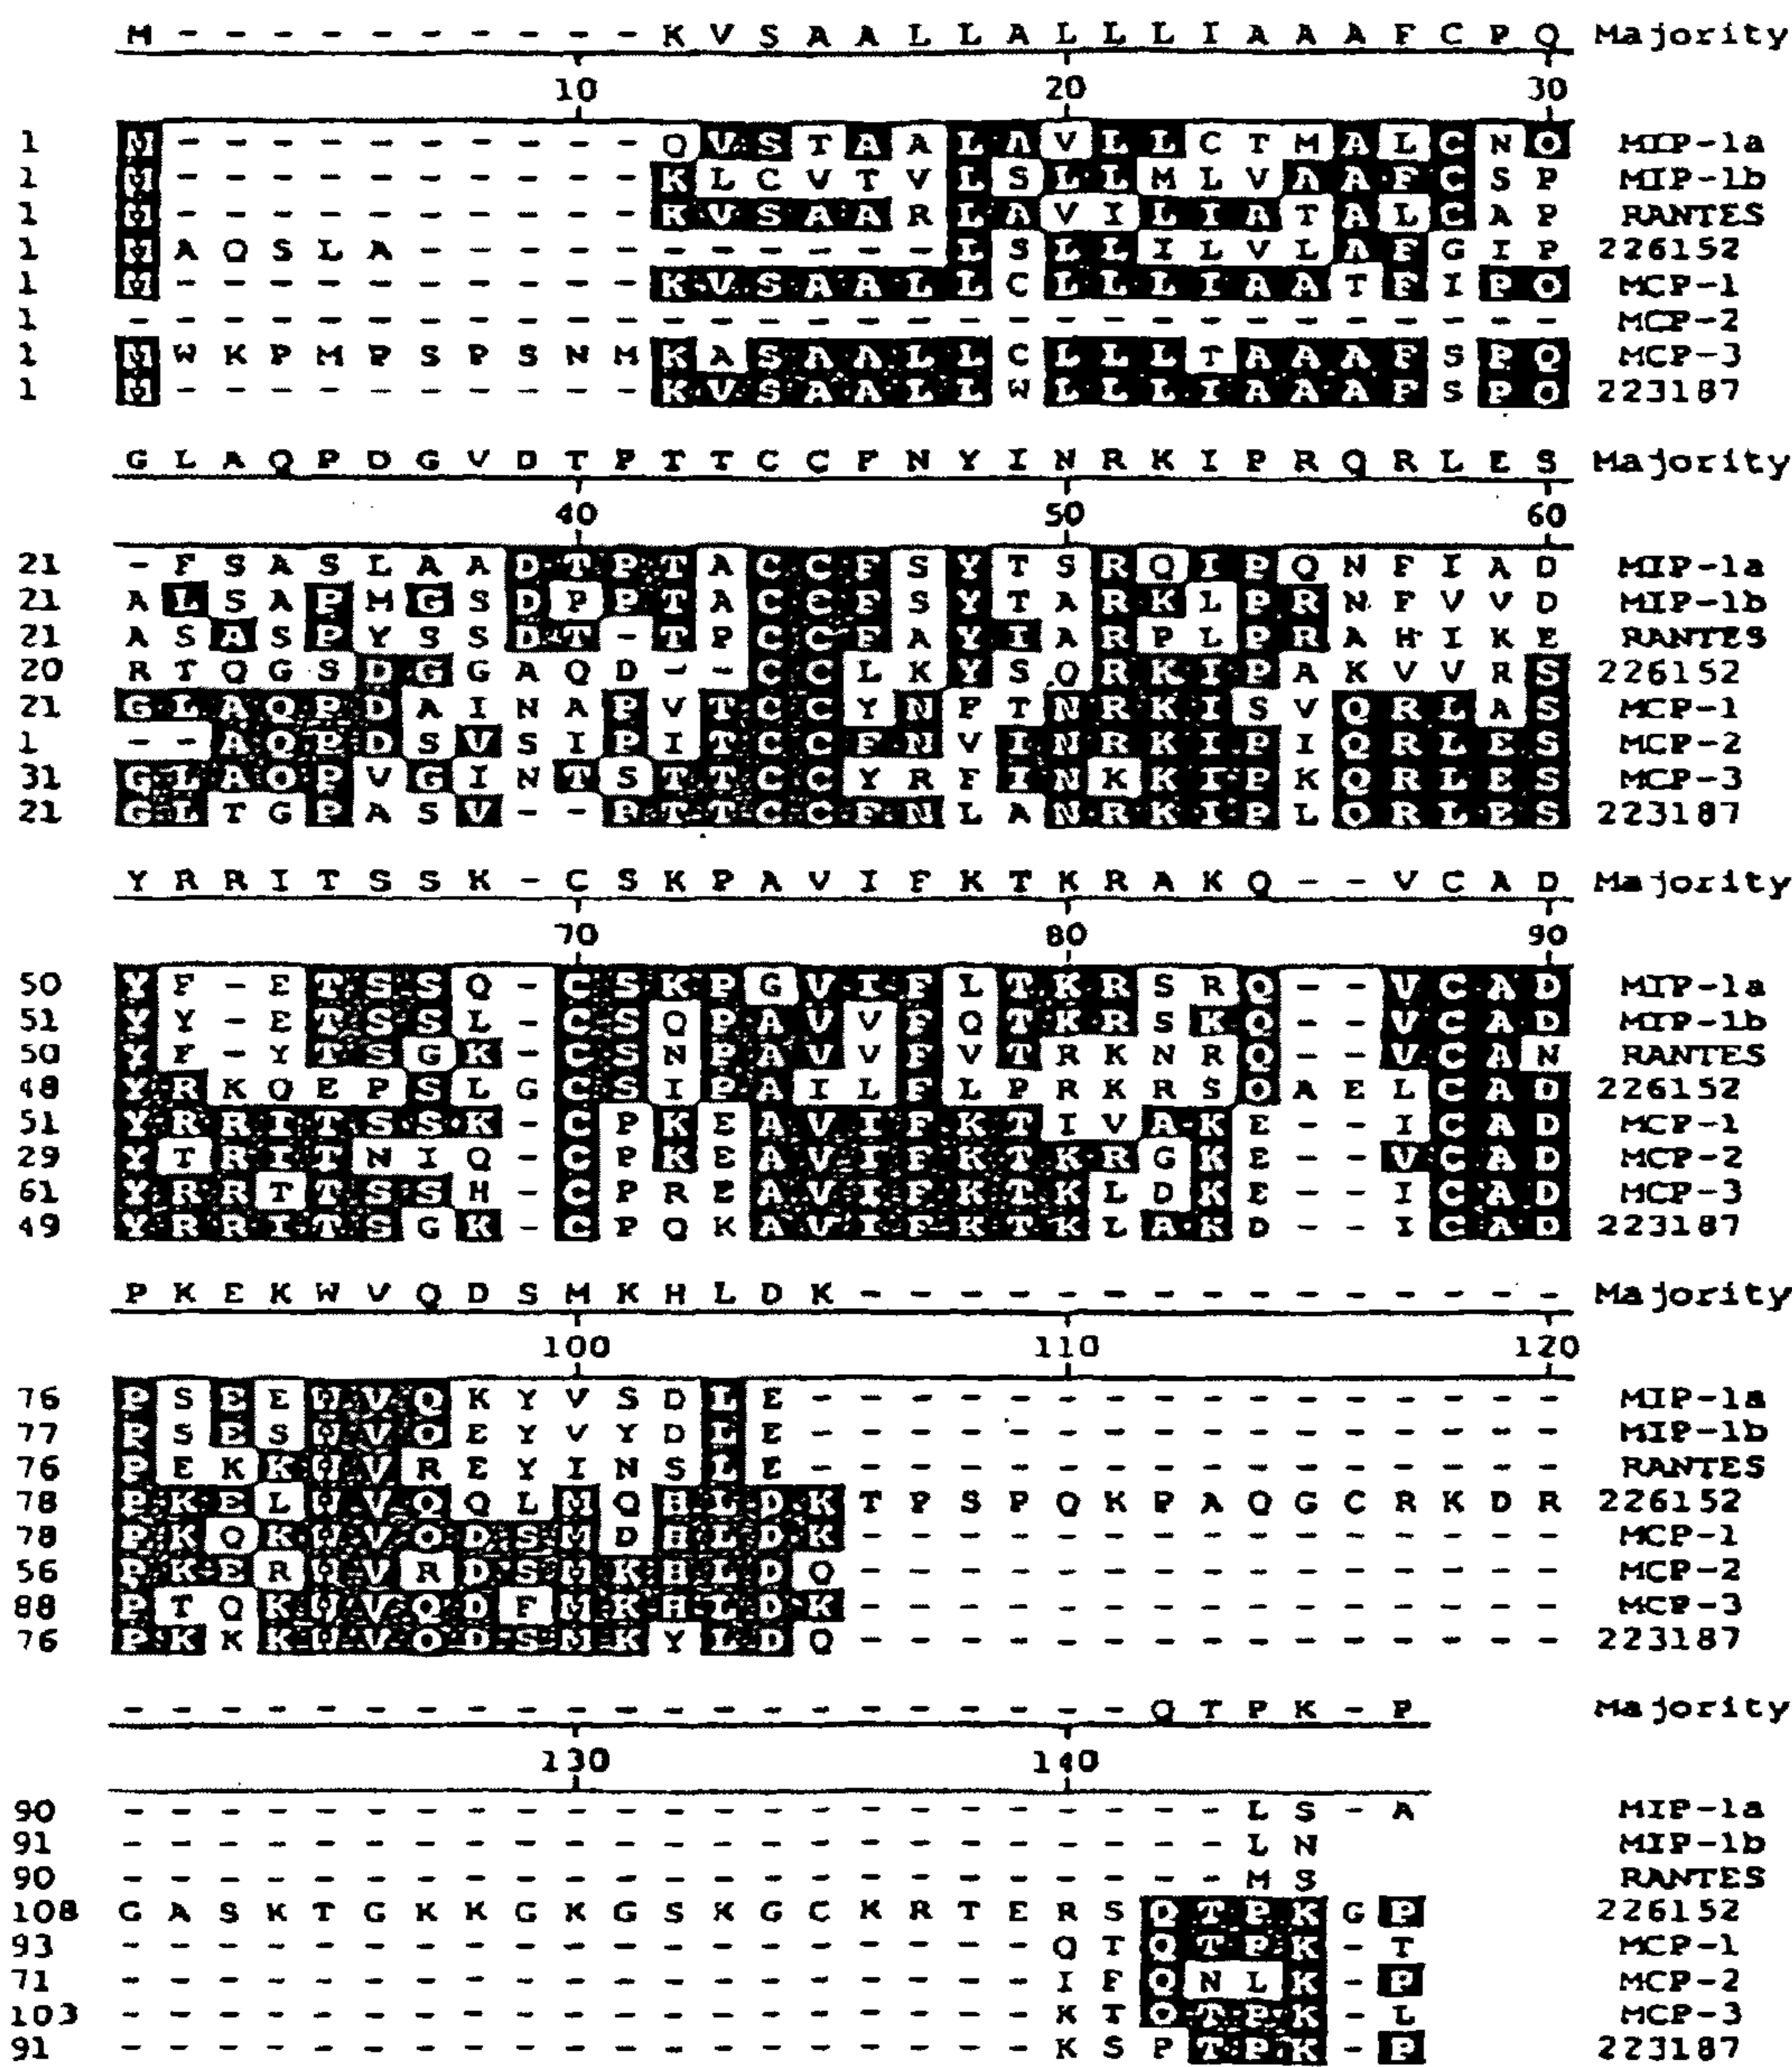 M - - - - - - - - - - K V S A A L L A L L L I A A A F C P Q Majority
10 20 30
1 M - - - - - - - - - - Q V S T A A L A V L L C T M A L C N Q MIP-1a
1 M - - - - - - - - - - K L C V T V L S L L M L V A A F C S P MIP-1b
1 M - - - - - - - - - - K V S A A R L A V I L I A T A L C A P RANTES
1 M A Q S L A - - - - - - - - - - - L S L L I L V L A F G I P 226152
1 M - - - - - - - - - - K V S A A L L C L L L I A A T F I P Q MCP-1
1 - - - - - - - - - - - - - - - - - - - - - - - - - - - - - - MCP-2
1 M W K P M P S P S N M K A S A A L L C L L L T A A A F S P Q MCP-3
1 M - - - - - - - - - - K V S A A L L W L L L I A A A F S P Q 223187
G L A Q P D G V D T P T T C C F N Y I N R K I P R Q R L E S Majority
40 50 60
21 - F S A S L A A D T P T A C C F S Y T S R Q I P Q N F I A D MIP-1a
21 A L S A P M G S D P P T A C C F S Y T A R K L P R N F V V D MIP-1b
21 A S A S P Y S S D T - T P C C F A Y I A R P L P R A H I K E RANTES
20 R T Q G S D G G A Q D - - C C L K Y S Q R K I P A K V V R S 226152
21 G L A Q P D A I N A P V T C C Y N F T N R K I S V Q R L A S MCP-1
1 - - A Q P D S V S I P I T C C F N V I N R K I P I Q R L E S MCP-2
31 G L A Q P V G I N T S T T C C Y R F I N K K I P K Q R L E S MCP-3
21 G L T G P A S V - - P T T C C F N L A N R K I P L Q R L E S 223187
Y R R I T S S K - C S K P A V I F K T K R A K Q - - V C A D Majority
70 80 90
50 Y F - E T S S Q - C S K P G V I F L T K R S R Q - - V C A D MIP-1a
51 Y Y - E T S S L - C S Q P A V V F Q T K R S K Q - - V C A D MIP-1b
50 Y F - Y T S G K - C S N P A V V F V T R K N R Q - - V C A N RANTES
48 Y R K Q E P S L G C S I P A I L F L P R K R S Q A E L C A D 226152
51 Y R R I T S S K - C P K E A V I F K T I V A K E - - I C A D MCP-1
29 Y T R I T N I Q - C P K E A V I F K T K R G K E - - V C A D MCP-2
61 Y R R T T S S H - C P R E A V I F K T K L D K E - - I C A D MCP-3
49 Y R R I T S G K - C P Q K A V I F K T K L A K D - - I C A D 223187
P K E K W V Q D S M K H L D K - - - - - - - - - - - - - - - Majority
100 110 120
76 P S E E W V Q K Y V S D L E - - - - - - - - - - - - - - - - MIP-1a
77 P S E S W V Q E Y V Y D L E - - - - - - - - - - - - - - - - MIP-1b
76 P E K K W V R E Y I N S L E - - - - - - - - - - - - - - - - RANTES
78 P K E L W V Q Q L M Q H L D K T P S P Q K P A Q G C R K D R 226152
78 P K Q K W V Q D S M D H L D K - - - - - - - - - - - - - - - MCP-1
56 P K E R W V R D S M K H L D Q - - - - - - - - - - - - - - - MCP-2
88 P T Q K W V Q D F M K H L D K - - - - - - - - - - - - - - - MCP-3
76 P K K K W V Q D S M K Y L D Q - - - - - - - - - - - - - - - 223187
- - - - - - - - - - - - - - - - - - - - - Q T P K - P Majority
130 140
90 - - - - - - - - - - - - - - - - - - - - - - - L S - A MIP-1a
91 - - - - - - - - - - - - - - - - - - - - - - - L N MIP-1b
90 - - - - - - - - - - - - - - - - - - - - - - - M S RANTES
108 G A S K T G K K G K G S K G C K R T E R S Q T P K G P 226152
93 - - - - - - - - - - - - - - - - - - - Q T Q T P K - T MCP-1
71 - - - - - - - - - - - - - - - - - - - I F Q N L K - P MCP-2
103 - - - - - - - - - - - - - - - - - - - K T Q T P K - L MCP-3
91 - - - - - - - - - - - - - - - - - - - K S P T P K - P 223187